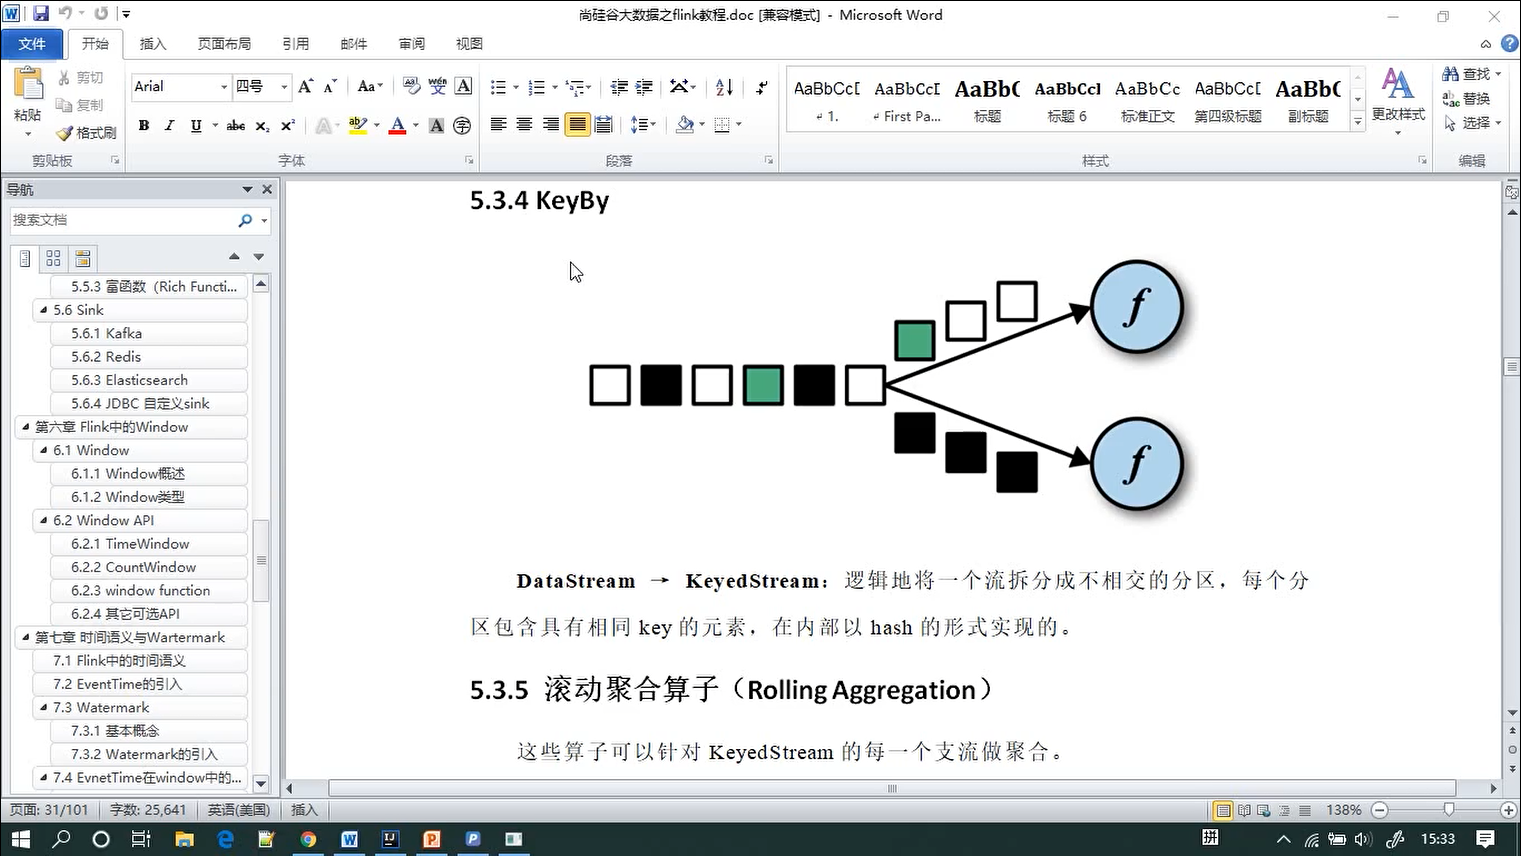 尚硅谷大数据之flink教程.doc [兼容模式] - Microsoft Word
文件 开始 插入 页面布局 引用 邮件 审阅 视图
粘贴
剪切
复制
格式刷
剪贴板
Arial 四号
字体
段落
AaBbCcI AaBbCcI AaBb( AaBbCcl AaBbCc AaBbCcI AaBb(
1. First Pa... 标题 标题 6 标准正文 第四级标题 副标题
更改样式
样式
查找
替换
选择
编辑
导航
搜索文档
5.5.3 富函数（Rich Functi...
5.6 Sink
5.6.1 Kafka
5.6.2 Redis
5.6.3 Elasticsearch
5.6.4 JDBC 自定义sink
第六章 Flink中的Window
6.1 Window
6.1.1 Window概述
6.1.2 Window类型
6.2 Window API
6.2.1 TimeWindow
6.2.2 CountWindow
6.2.3 window function
6.2.4 其它可选API
第七章 时间语义与Wartermark
7.1 Flink中的时间语义
7.2 EventTime的引入
7.3 Watermark
7.3.1 基本概念
7.3.2 Watermark的引入
7.4 EvnetTime在window中的...
5.3.4 KeyBy
f
f
DataStream → KeyedStream：逻辑地将一个流拆分成不相交的分区，每个分
区包含具有相同 key 的元素，在内部以 hash 的形式实现的。
5.3.5 滚动聚合算子（Rolling Aggregation）
这些算子可以针对 KeyedStream 的每一个支流做聚合。
页面: 31/101 字数: 25,641 英语(美国) 插入 138%
拼 15:33